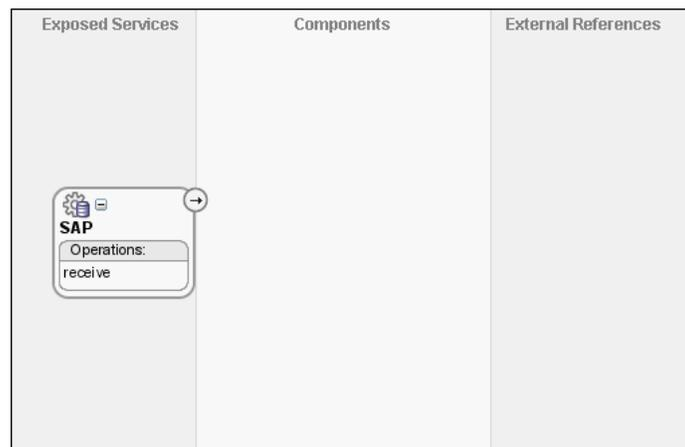 Exposed Services
Components
External References
SAP
Operations:
receive